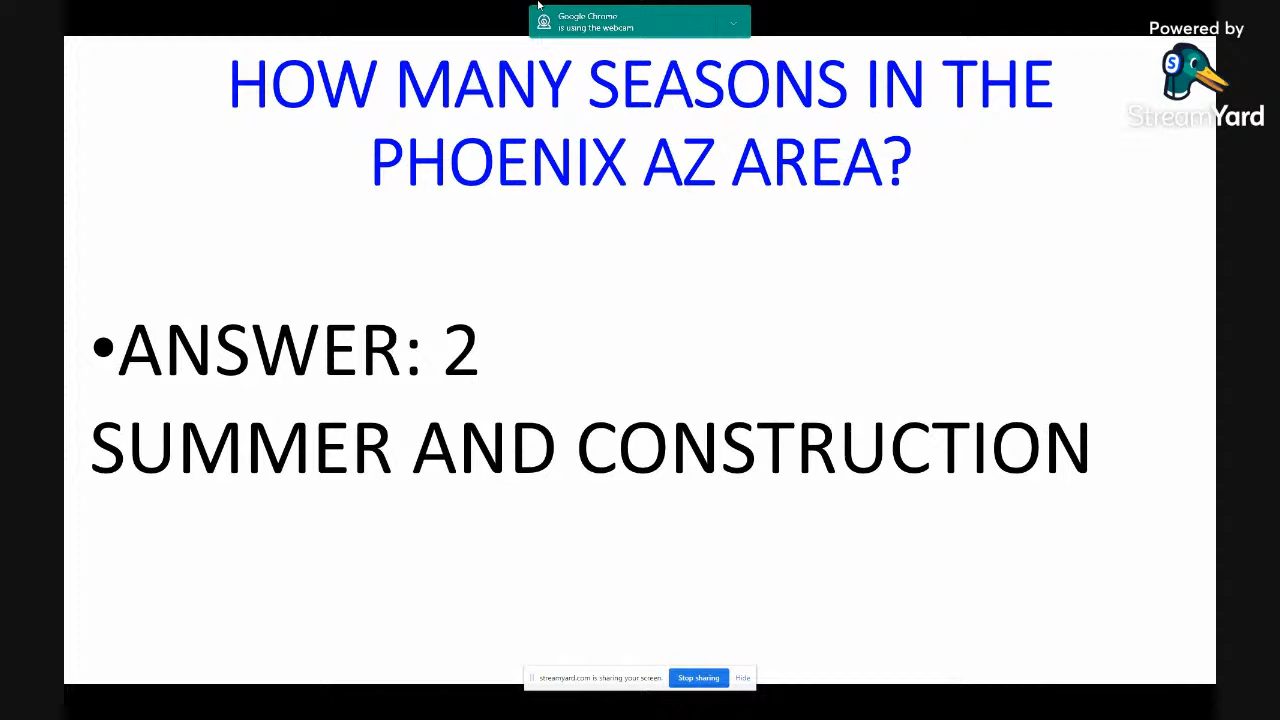 Google Chrome
is using the webcam
Powered by
S
StreamYard
HOW MANY SEASONS IN THE
PHOENIX AZ AREA?
•ANSWER: 2
SUMMER AND CONSTRUCTION
streamyard.com is sharing your screen. Stop sharing Hide